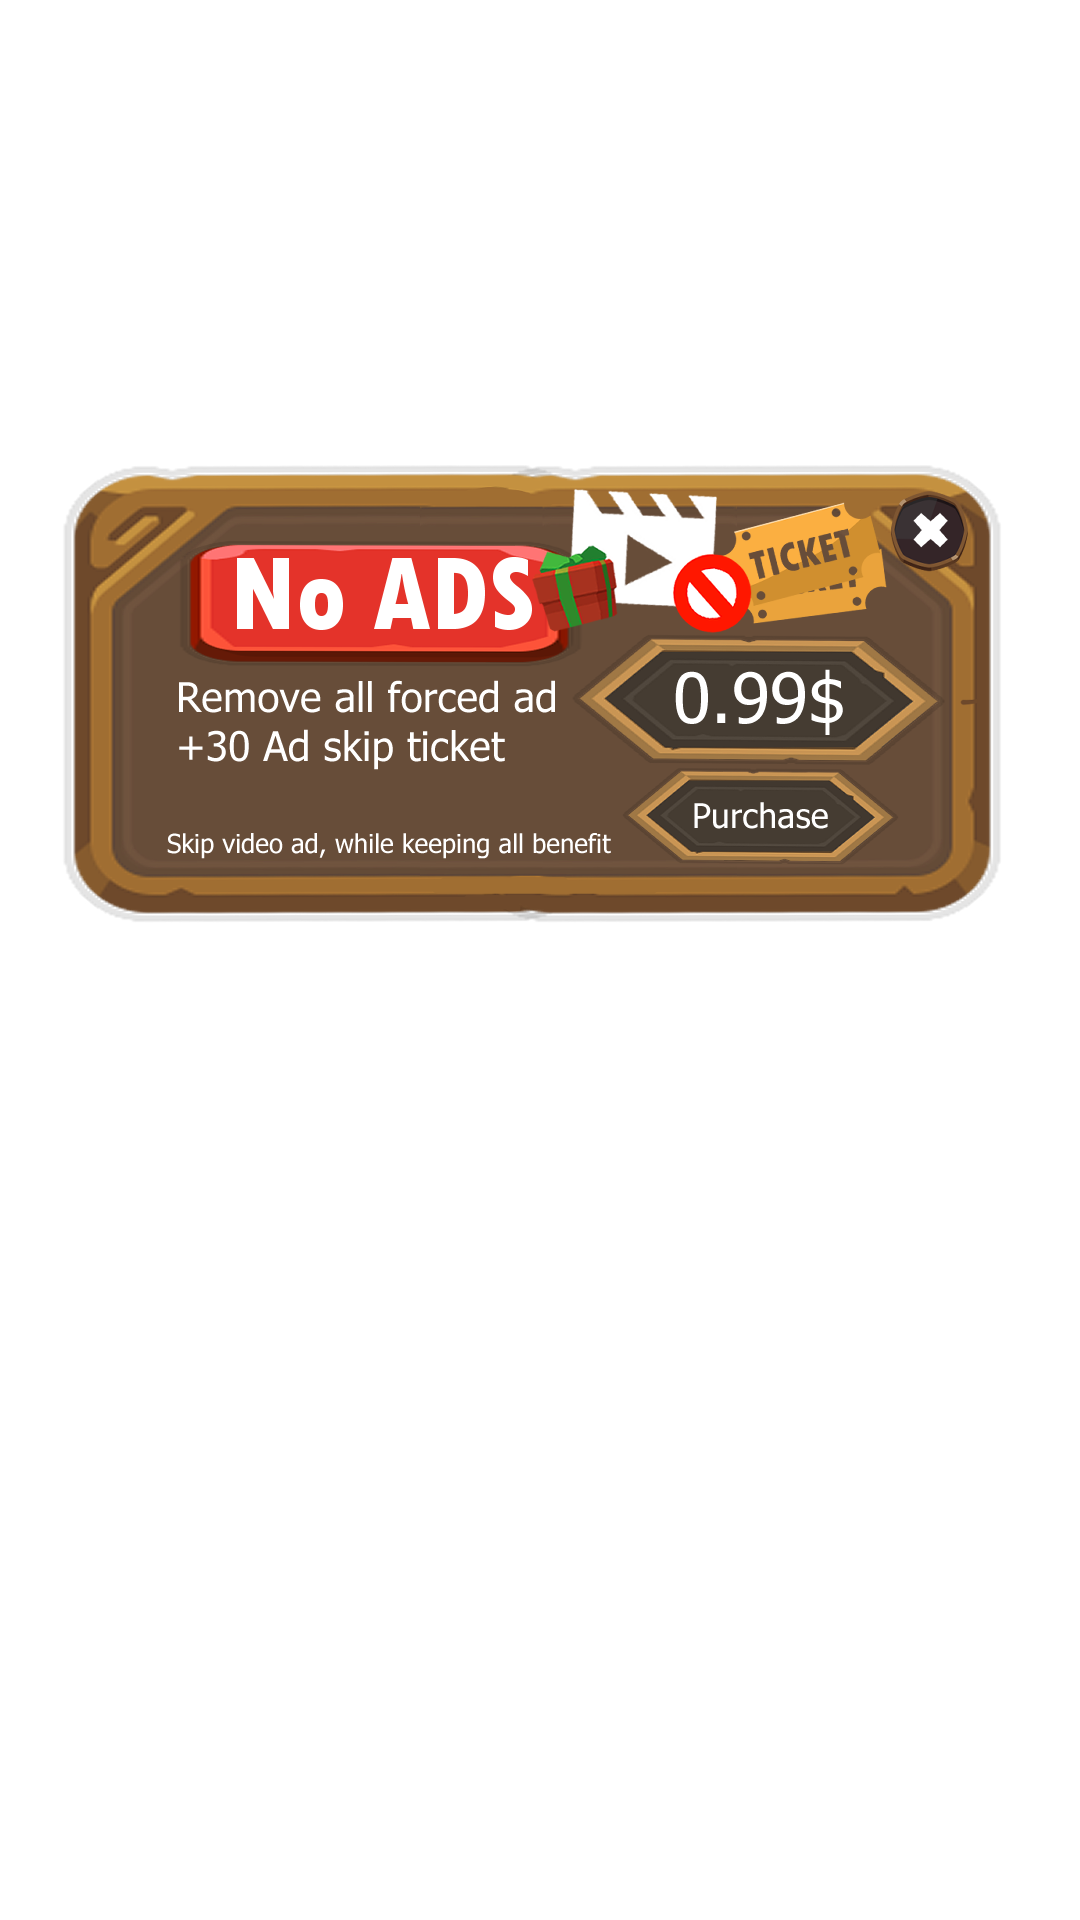 No ADS
TICKET
Remove all forced ad
+30 Ad skip ticket
0.99$
Purchase
Skip video ad, while keeping all benefit